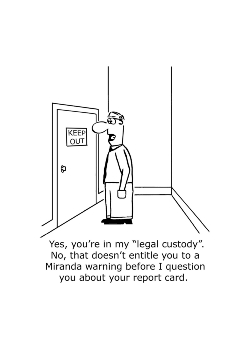 KEEP
OUT
Yes, you're in my “legal custody”.
No, that doesn't entitle you to a
Miranda warning before I question
you about your report card.